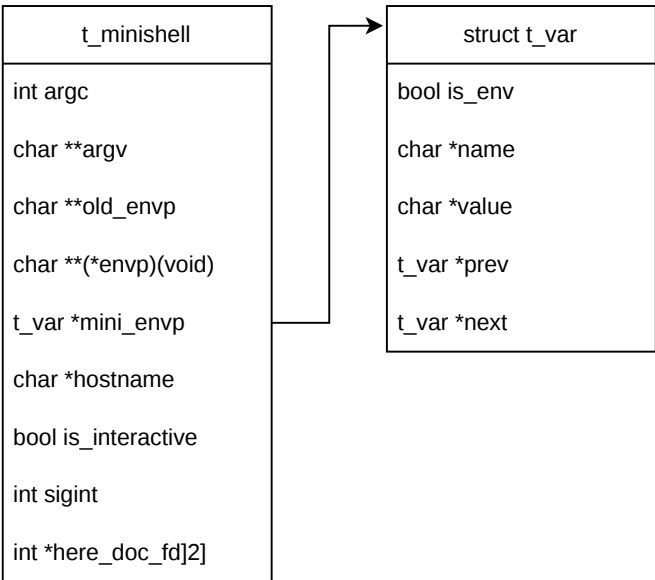 t_minishell
int argc
char **argv
char **old_envp
char **(*envp)(void)
t_var *mini_envp
char *hostname
bool is_interactive
int sigint
int *here_doc_fd]2]
struct t_var
bool is_env
char *name
char *value
t_var *prev
t_var *next